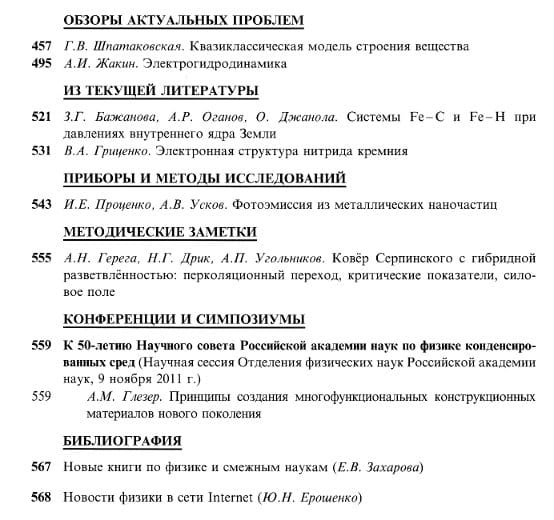 ОБЗОРЫ АКТУАЛЬНЫХ ПРОБЛЕМ
457 Г.В. Шпатаковская. Квазиклассическая модель строения вещества
495 А.И. Жакин. Электрогидродинамика
ИЗ ТЕКУЩЕЙ ЛИТЕРАТУРЫ
521 З.Г. Бажанова, А.Р. Оганов, О. Джанола. Системы Fe–C и Fe–H при
давлениях внутреннего ядра Земли
531 В.А. Гриценко. Электронная структура нитрида кремния
ПРИБОРЫ И МЕТОДЫ ИССЛЕДОВАНИЙ
543 И.Е. Проценко, А.В. Усков. Фотоэмиссия из металлических наночастиц
МЕТОДИЧЕСКИЕ ЗАМЕТКИ
555 А.Н. Герега, Н.Г. Дрик, А.П. Угольников. Ковёр Серпинского с гибридной
разветвлённостью: перколяционный переход, критические показатели, сило-
вое поле
КОНФЕРЕНЦИИ И СИМПОЗИУМЫ
559 К 50-летию Научного совета Российской академии наук по физике конденсиро-
ванных сред (Научная сессия Отделения физических наук Российской академии
наук, 9 ноября 2011 г.)
559 А.М. Глезер. Принципы создания многофункциональных конструкционных
материалов нового поколения
БИБЛИОГРАФИЯ
567 Новые книги по физике и смежным наукам (Е.В. Захарова)
568 Новости физики в сети Internet (Ю.Н. Ерошенко)